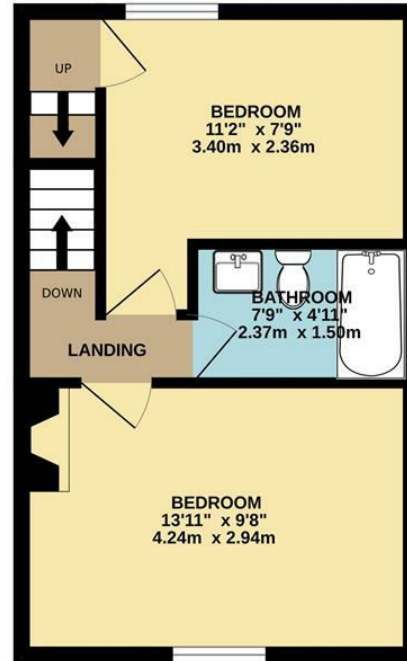 UP
BEDROOM
11'2" x 7'9"
3.40m x 2.36m
DOWN
BATHROOM
7'9" x 4'11"
2.37m x 1.50m
LANDING
BEDROOM
13'11" x 9'8"
4.24m x 2.94m